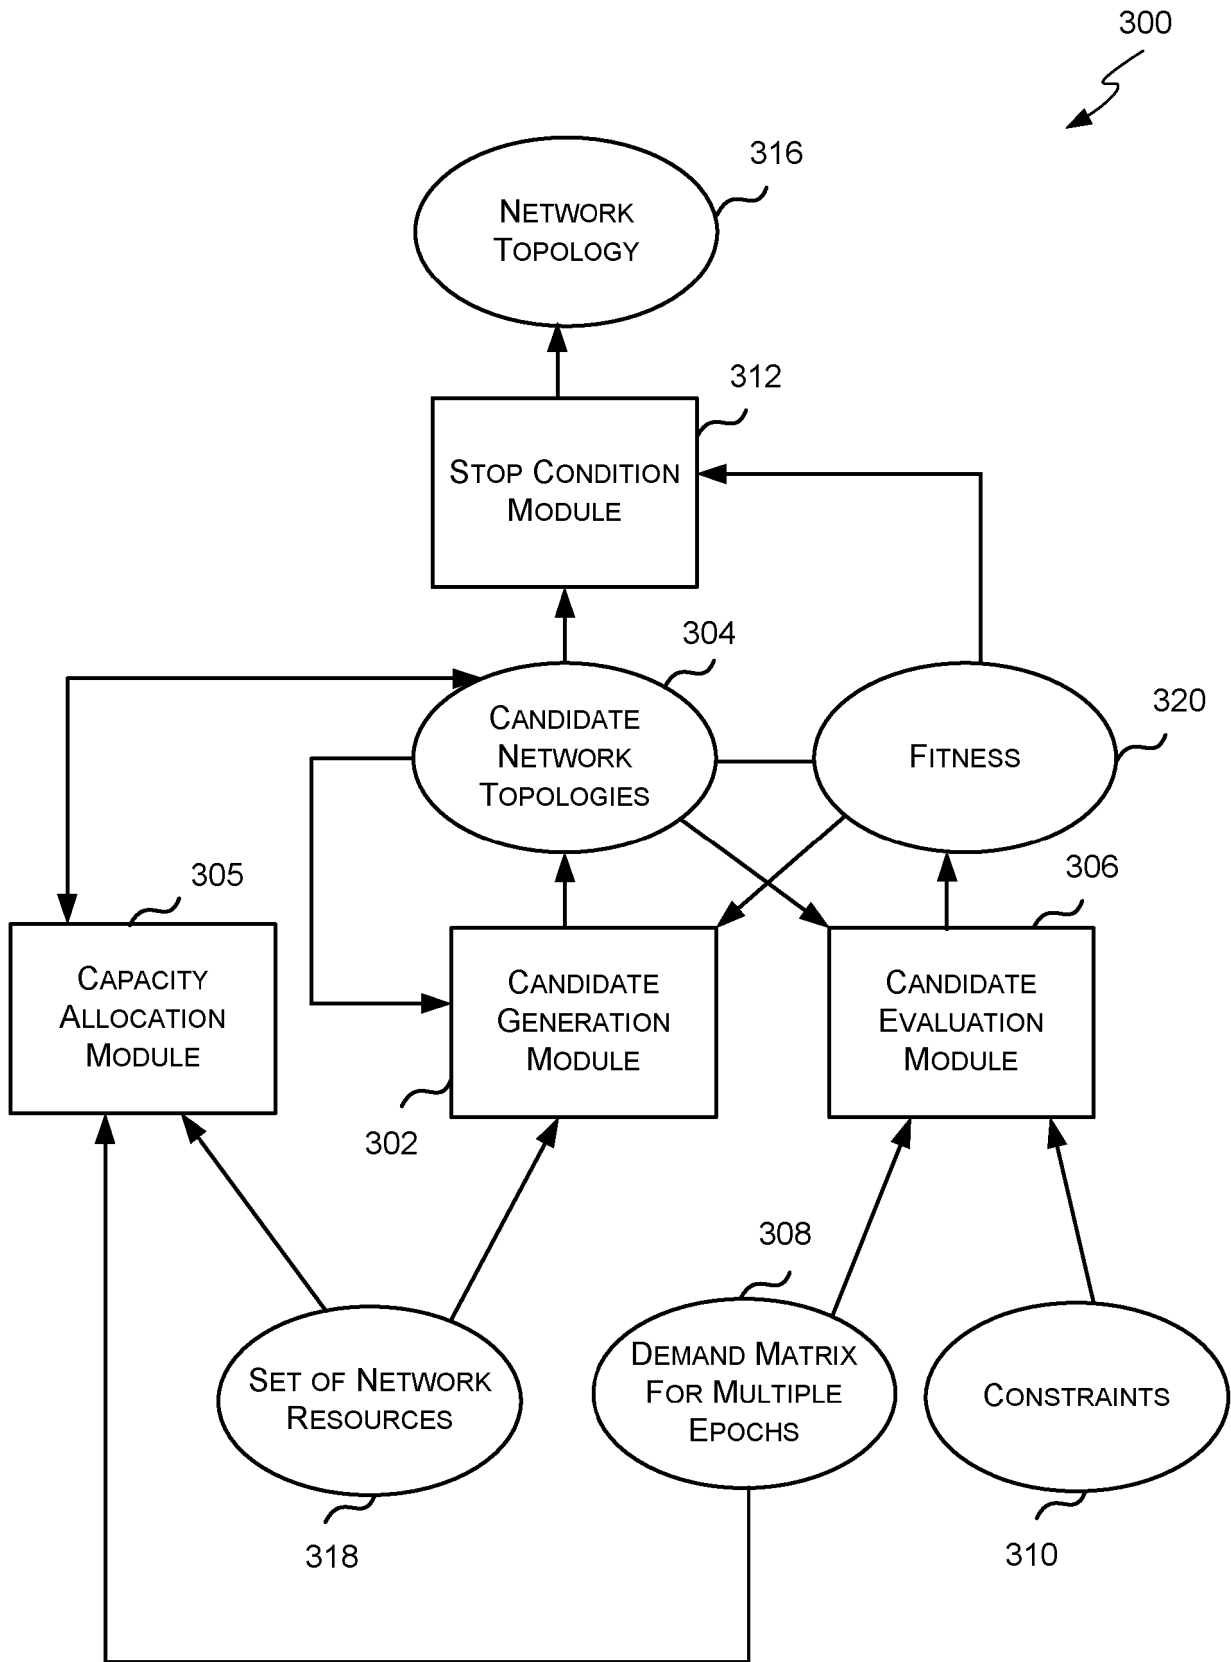 300
316
NETWORK
TOPOLOGY
312
STOP CONDITION
MODULE
304
CANDIDATE
NETWORK
TOPOLOGIES
320
FITNESS
305
306
CAPACITY
ALLOCATION
MODULE
CANDIDATE
GENERATION
MODULE
CANDIDATE
EVALUATION
MODULE
302
308
SET OF NETWORK
RESOURCES
DEMAND MATRIX
FOR MULTIPLE
EPOCHS
CONSTRAINTS
318
310